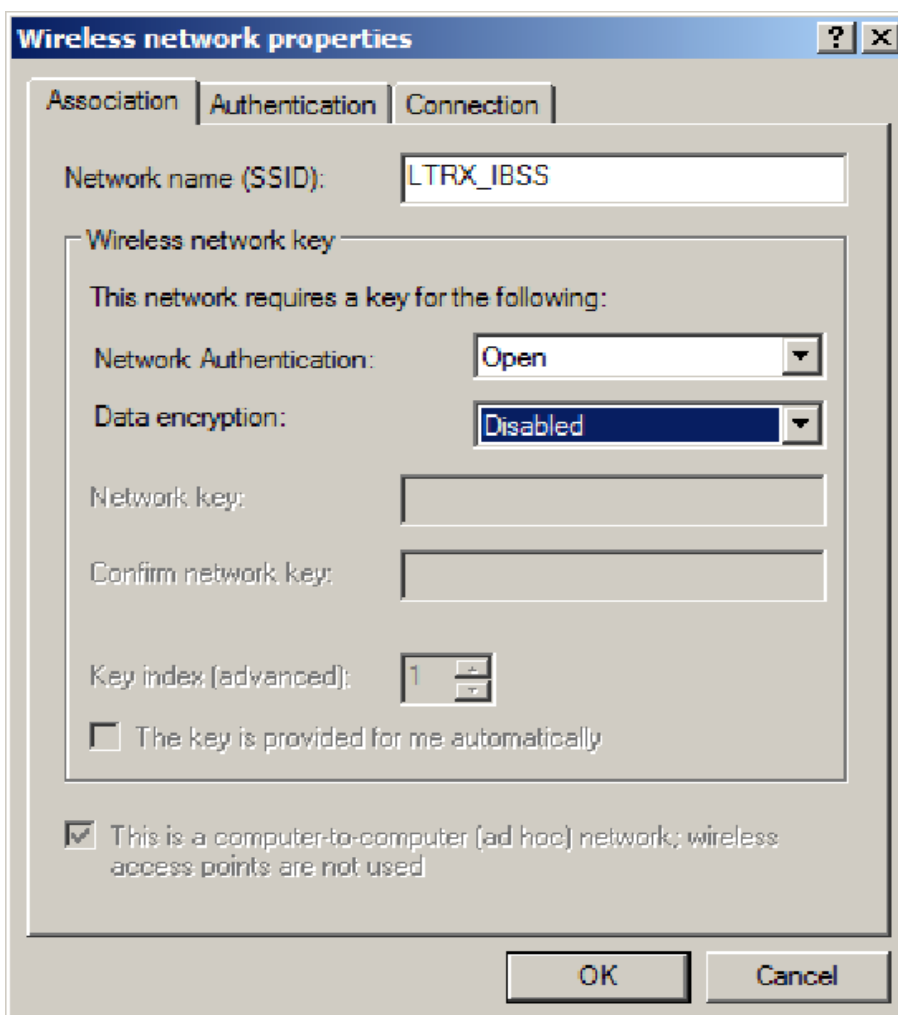 Wireless network properties
Association Authentication Connection
Network name (SSID): LTRX_IBSS
Wireless network key
This network requires a key for the following:
Network Authentication: Open
Data encryption: Disabled
Network key:
Confirm network key:
Key index (advanced): 1
The key is provided for me automatically
This is a computer-to-computer (ad hoc) network; wireless
access points are not used
OK Cancel